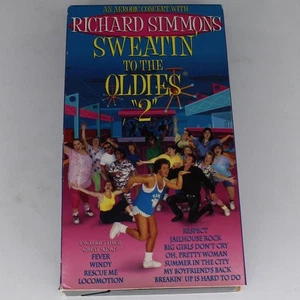 AN AEROBIC CONCERT WITH
RICHARD SIMMONS
SWEATIN'
TO THE
OLDIES
"2"
FEVER
WINDY
RESCUE ME
LOCOMOTION
RESPECT
JAILHOUSE ROCK
BIG GIRLS DON'T CRY
OH, PRETTY WOMAN
SUMMER IN THE CITY
MY BOYFRIEND'S BACK
BREAKIN' UP IS HARD TO DO